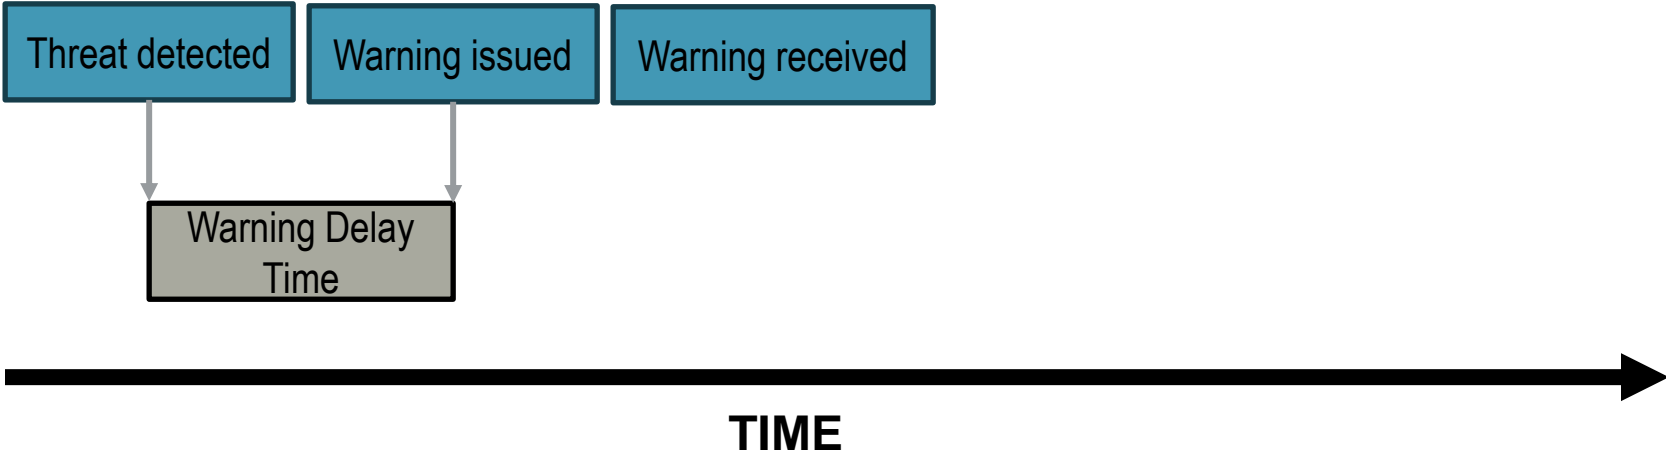 Threat detected
Warning issued
Warning received
Warning Delay
Time
TIME